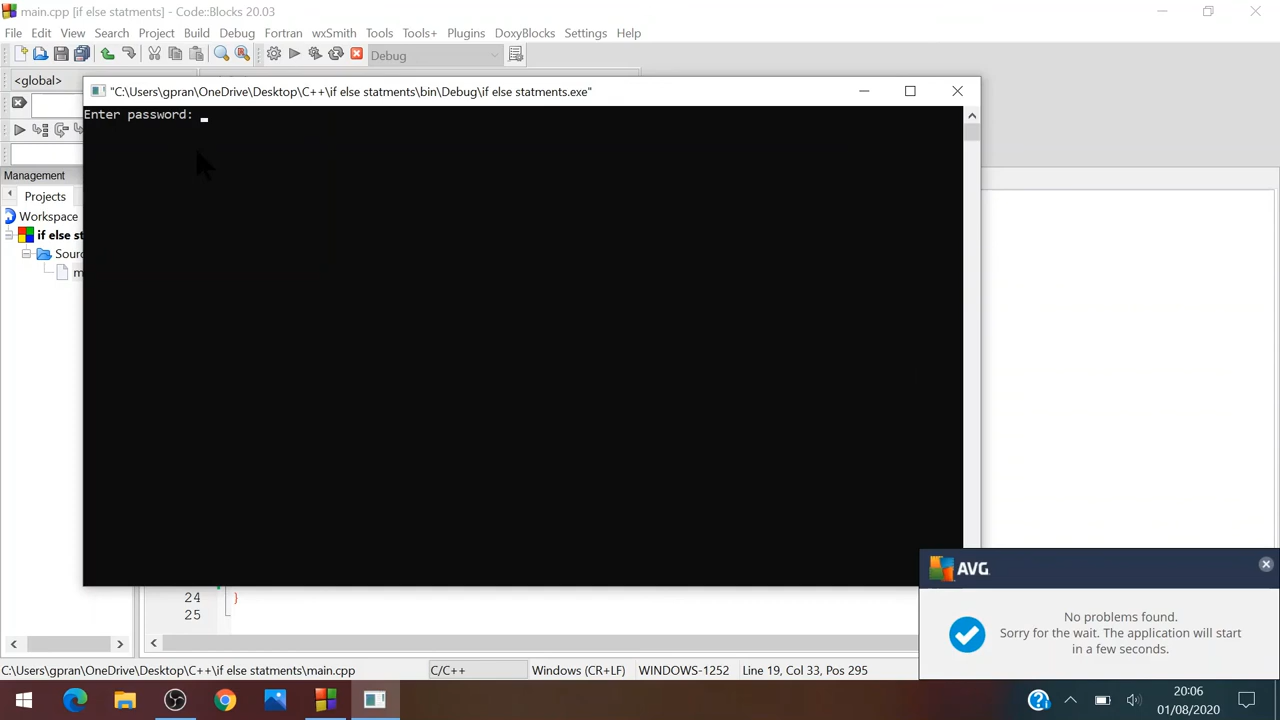 main.cpp [if else statments] - Code::Blocks 20.03
File Edit View Search Project Build Debug Fortran wxSmith Tools Tools+ Plugins DoxyBlocks Settings Help
Debug
<global>
"C:\Users\gpran\OneDrive\Desktop\C++\if else statments\bin\Debug\if else statments.exe"
Enter password:
Management
Projects
Workspace
if else st
Sourc
m
24 }
25
AVG
No problems found.
Sorry for the wait. The application will start
in a few seconds.
C:\Users\gpran\OneDrive\Desktop\C++\if else statments\main.cpp C/C++ Windows (CR+LF) WINDOWS-1252 Line 19, Col 33, Pos 295
20:06
01/08/2020